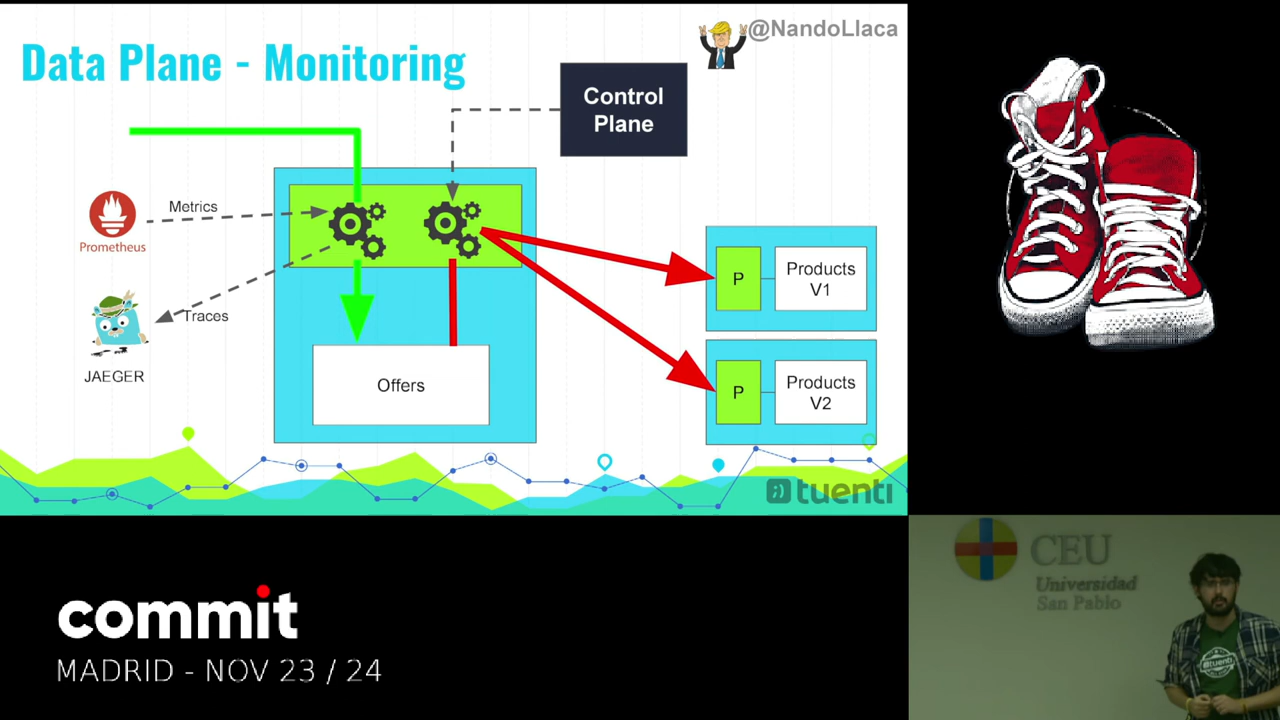 @NandoLlaca
Data Plane - Monitoring
Control
Plane
Metrics
Prometheus
Traces
JAEGER
Offers
P
Products
V1
P
Products
V2
tuenti
commit
MADRID - NOV 23 / 24
CEU
Universidad
San Pablo
tuenti